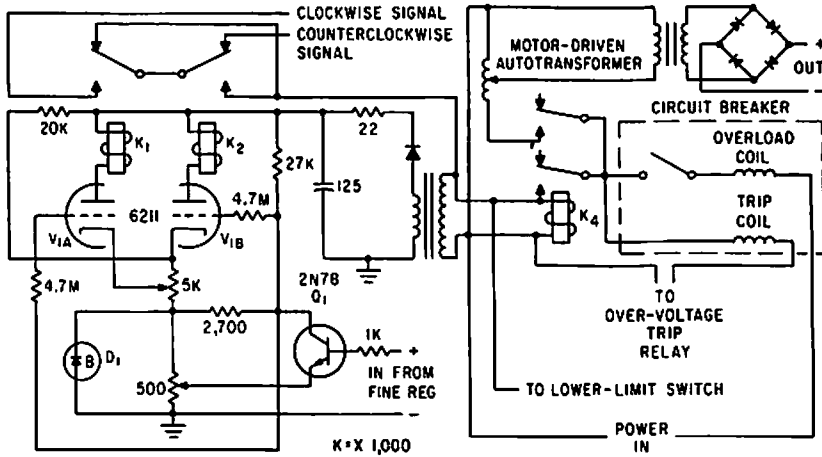 CLOCKWISE SIGNAL
COUNTERCLOCKWISE
SIGNAL
MOTOR-DRIVEN
AUTOTRANSFORMER
+
OUT
-
CIRCUIT BREAKER
OVERLOAD
COIL
TRIP
COIL
20K
K1
K2
27K
22
125
6211
4.7M
V1A
V1B
K4
4.7M
5K
2N78
Q1
2,700
1K
+
IN FROM
FINE REG
-
B
D1
500
TO
OVER-VOLTAGE
TRIP
RELAY
TO LOWER-LIMIT SWITCH
POWER
IN
K=X 1,000